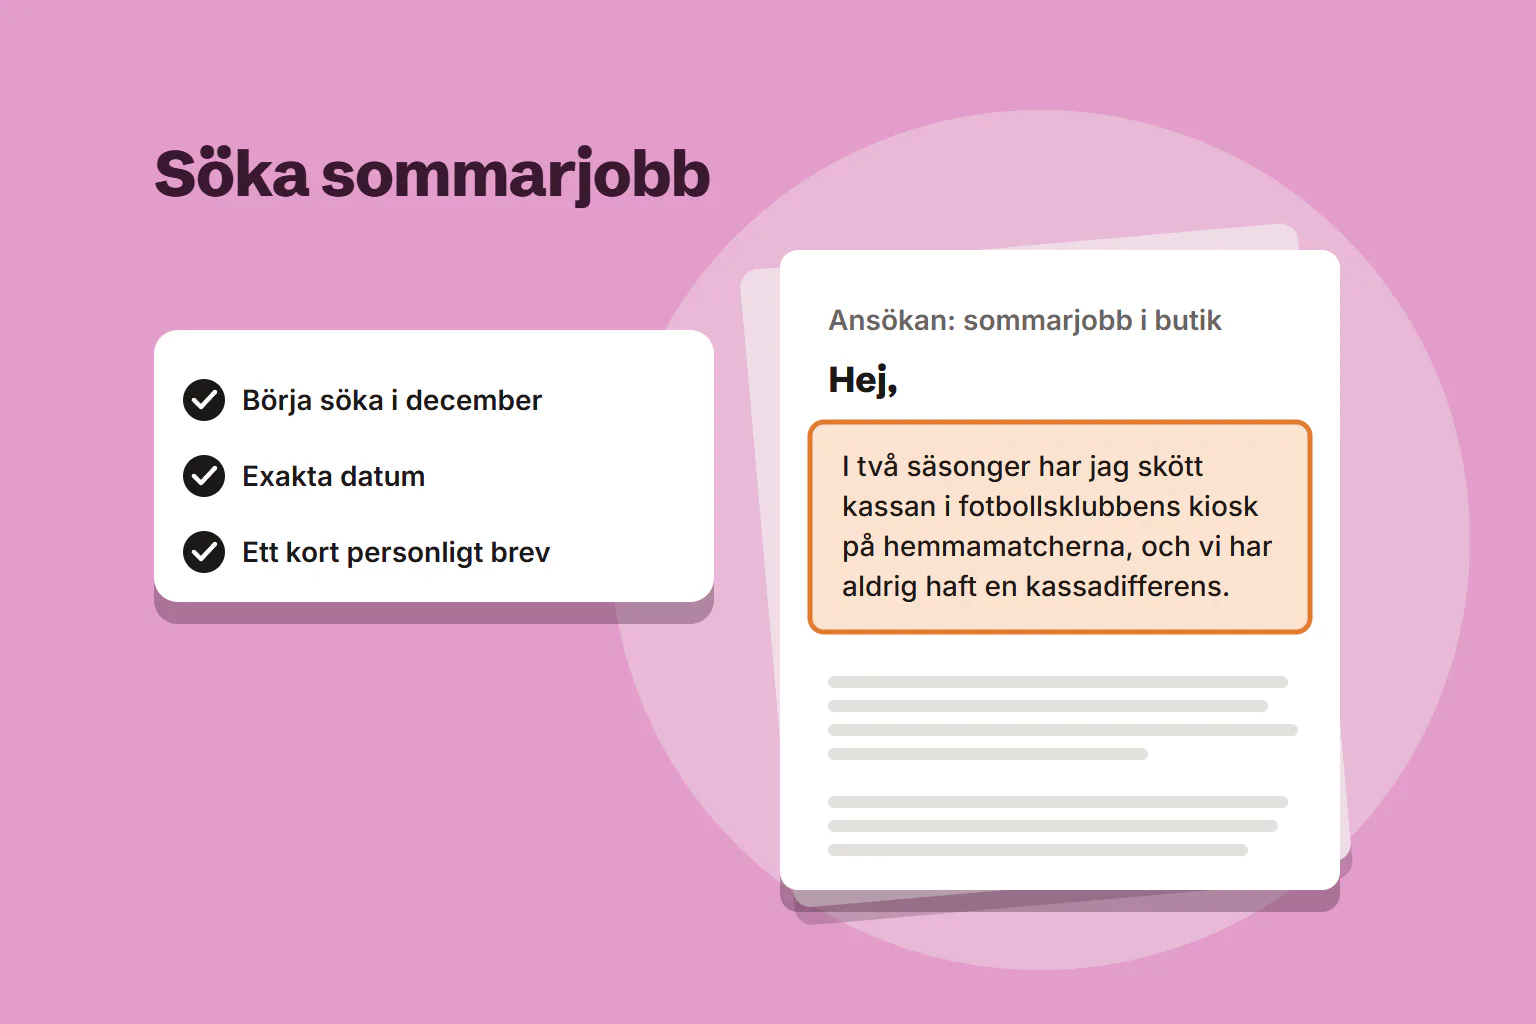 Söka sommarjobb
Börja söka i december
Exakta datum
Ett kort personligt brev
Ansökan: sommarjobb i butik
Hej,
I två säsonger har jag skött
kassan i fotbollsklubbens kiosk
på hemmamatcherna, och vi har
aldrig haft en kassadifferens.